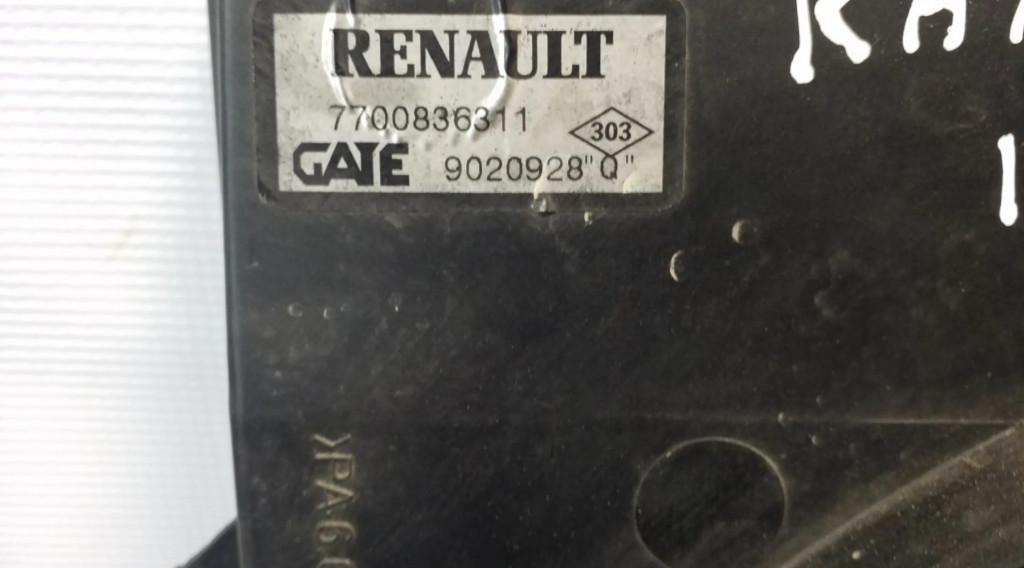 RENAULT
7700836311
303
GATE 9020928"Q"